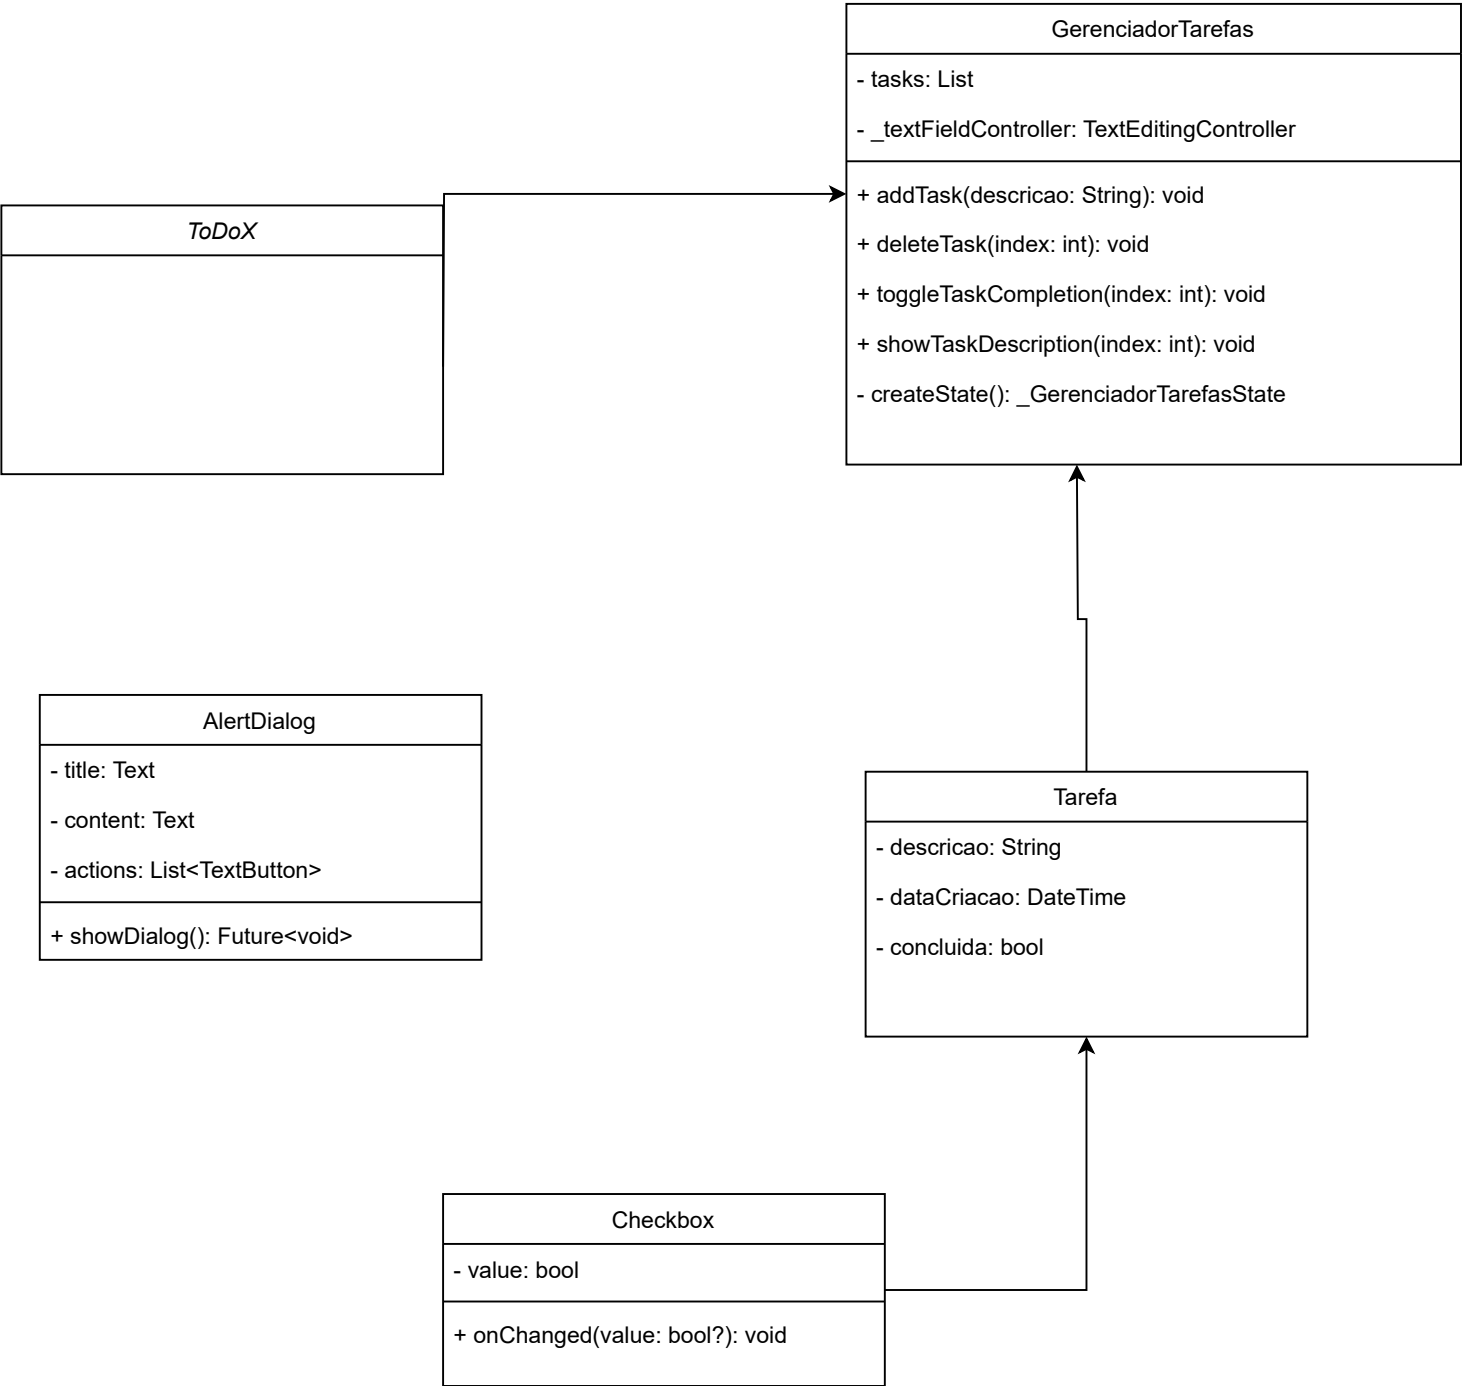 GerenciadorTarefas
- tasks: List
- _textFieldController: TextEditingController
+ addTask(descricao: String): void
+ deleteTask(index: int): void
+ toggleTaskCompletion(index: int): void
+ showTaskDescription(index: int): void
- createState(): _GerenciadorTarefasState
ToDoX
AlertDialog
- title: Text
- content: Text
- actions: List<TextButton>
+ showDialog(): Future<void>
Tarefa
- descricao: String
- dataCriacao: DateTime
- concluida: bool
Checkbox
- value: bool
+ onChanged(value: bool?): void